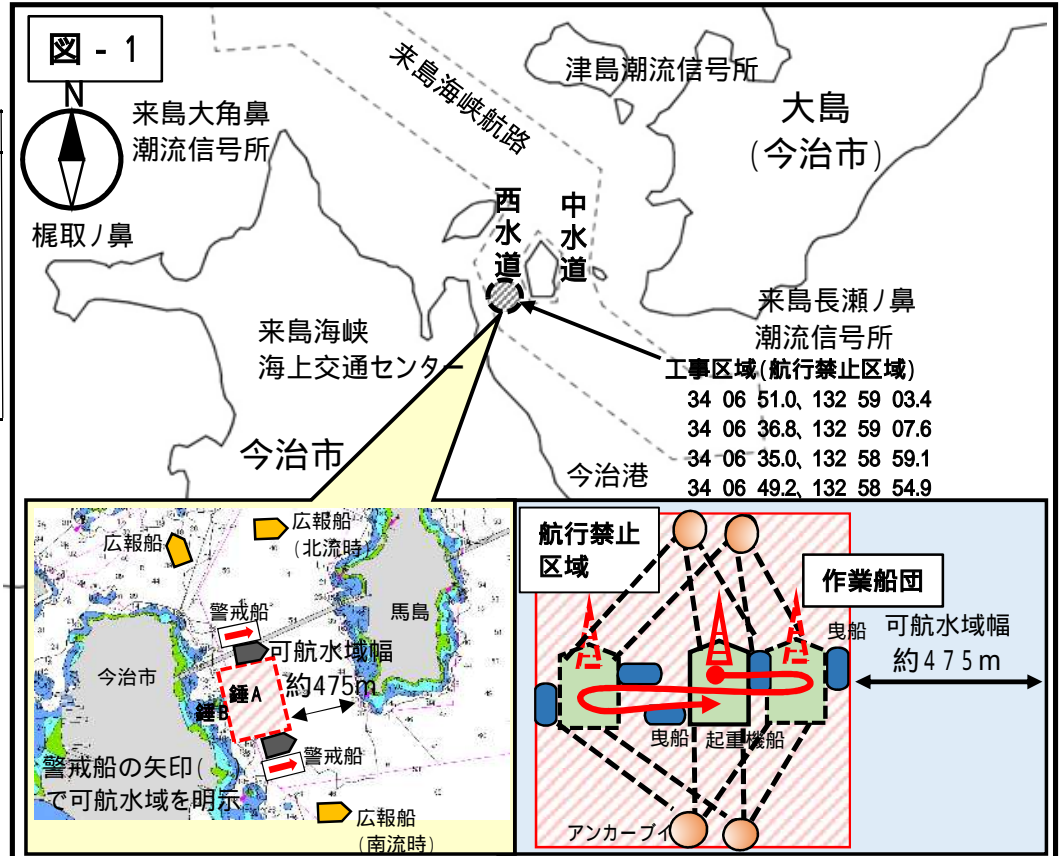 図 - 1
N
来島大角鼻
潮流信号所
梶取ノ鼻
来島海峡航路
津島潮流信号所
大島
(今治市)
西水道
中水道
来島海峡
海上交通センター
来島長瀬ノ鼻
潮流信号所
工事区域(航行禁止区域)
34 06 51.0、132 59 03.4
34 06 36.8、132 59 07.6
34 06 35.0、132 58 59.1
34 06 49.2、132 58 54.9
今治市
今治港
広報船
広報船
(北流時)
警戒船
馬島
可航水域幅
約475m
今治市
錘A
錘B
警戒船
警戒船の矢印(
で可航水域を明示
広報船
(南流時)
航行禁止
区域
作業船団
曳船
可航水域幅
約475m
曳船
起重機船
アンカーブイ